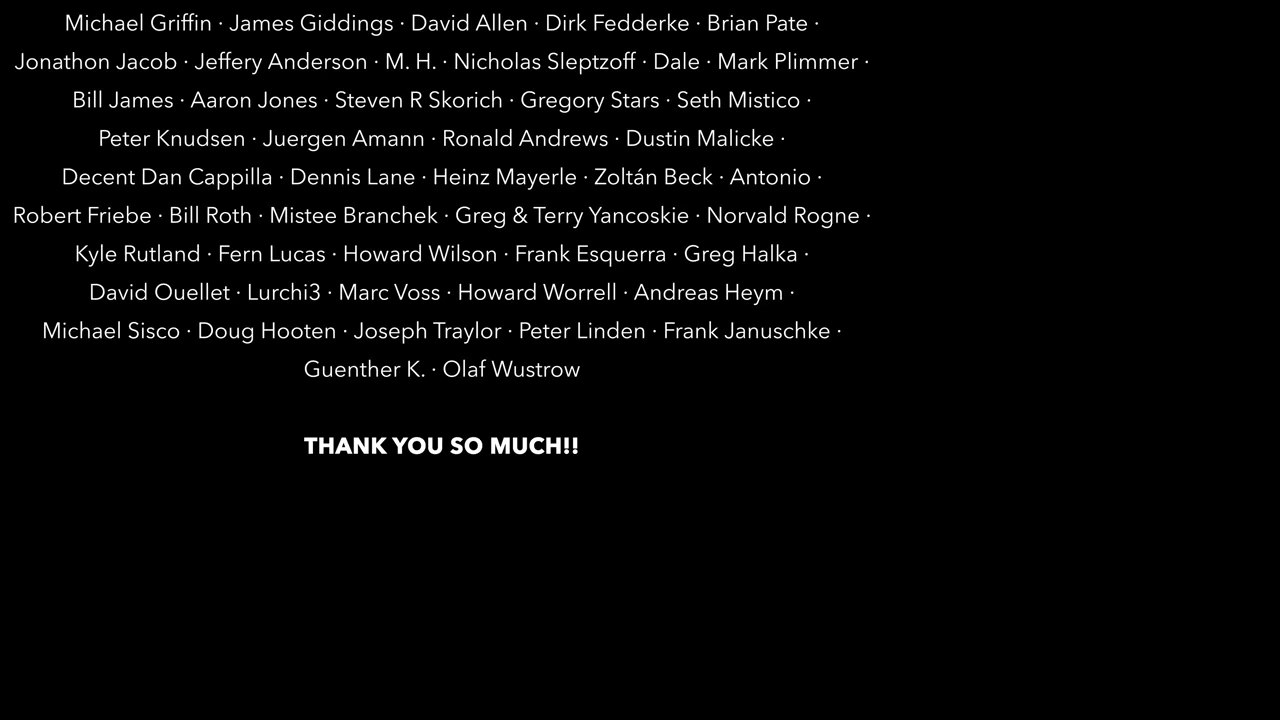 Michael Griffin · James Giddings · David Allen · Dirk Fedderke · Brian Pate ·
Jonathon Jacob · Jeffery Anderson · M. H. · Nicholas Sleptzoff · Dale · Mark Plimmer ·
Bill James · Aaron Jones · Steven R Skorich · Gregory Stars · Seth Mistico ·
Peter Knudsen · Juergen Amann · Ronald Andrews · Dustin Malicke ·
Decent Dan Cappilla · Dennis Lane · Heinz Mayerle · Zoltán Beck · Antonio ·
Robert Friebe · Bill Roth · Mistee Branchek · Greg & Terry Yancoskie · Norvald Rogne ·
Kyle Rutland · Fern Lucas · Howard Wilson · Frank Esquerra · Greg Halka ·
David Ouellet · Lurchi3 · Marc Voss · Howard Worrell · Andreas Heym ·
Michael Sisco · Doug Hooten · Joseph Traylor · Peter Linden · Frank Januschke ·
Guenther K. · Olaf Wustrow
THANK YOU SO MUCH!!